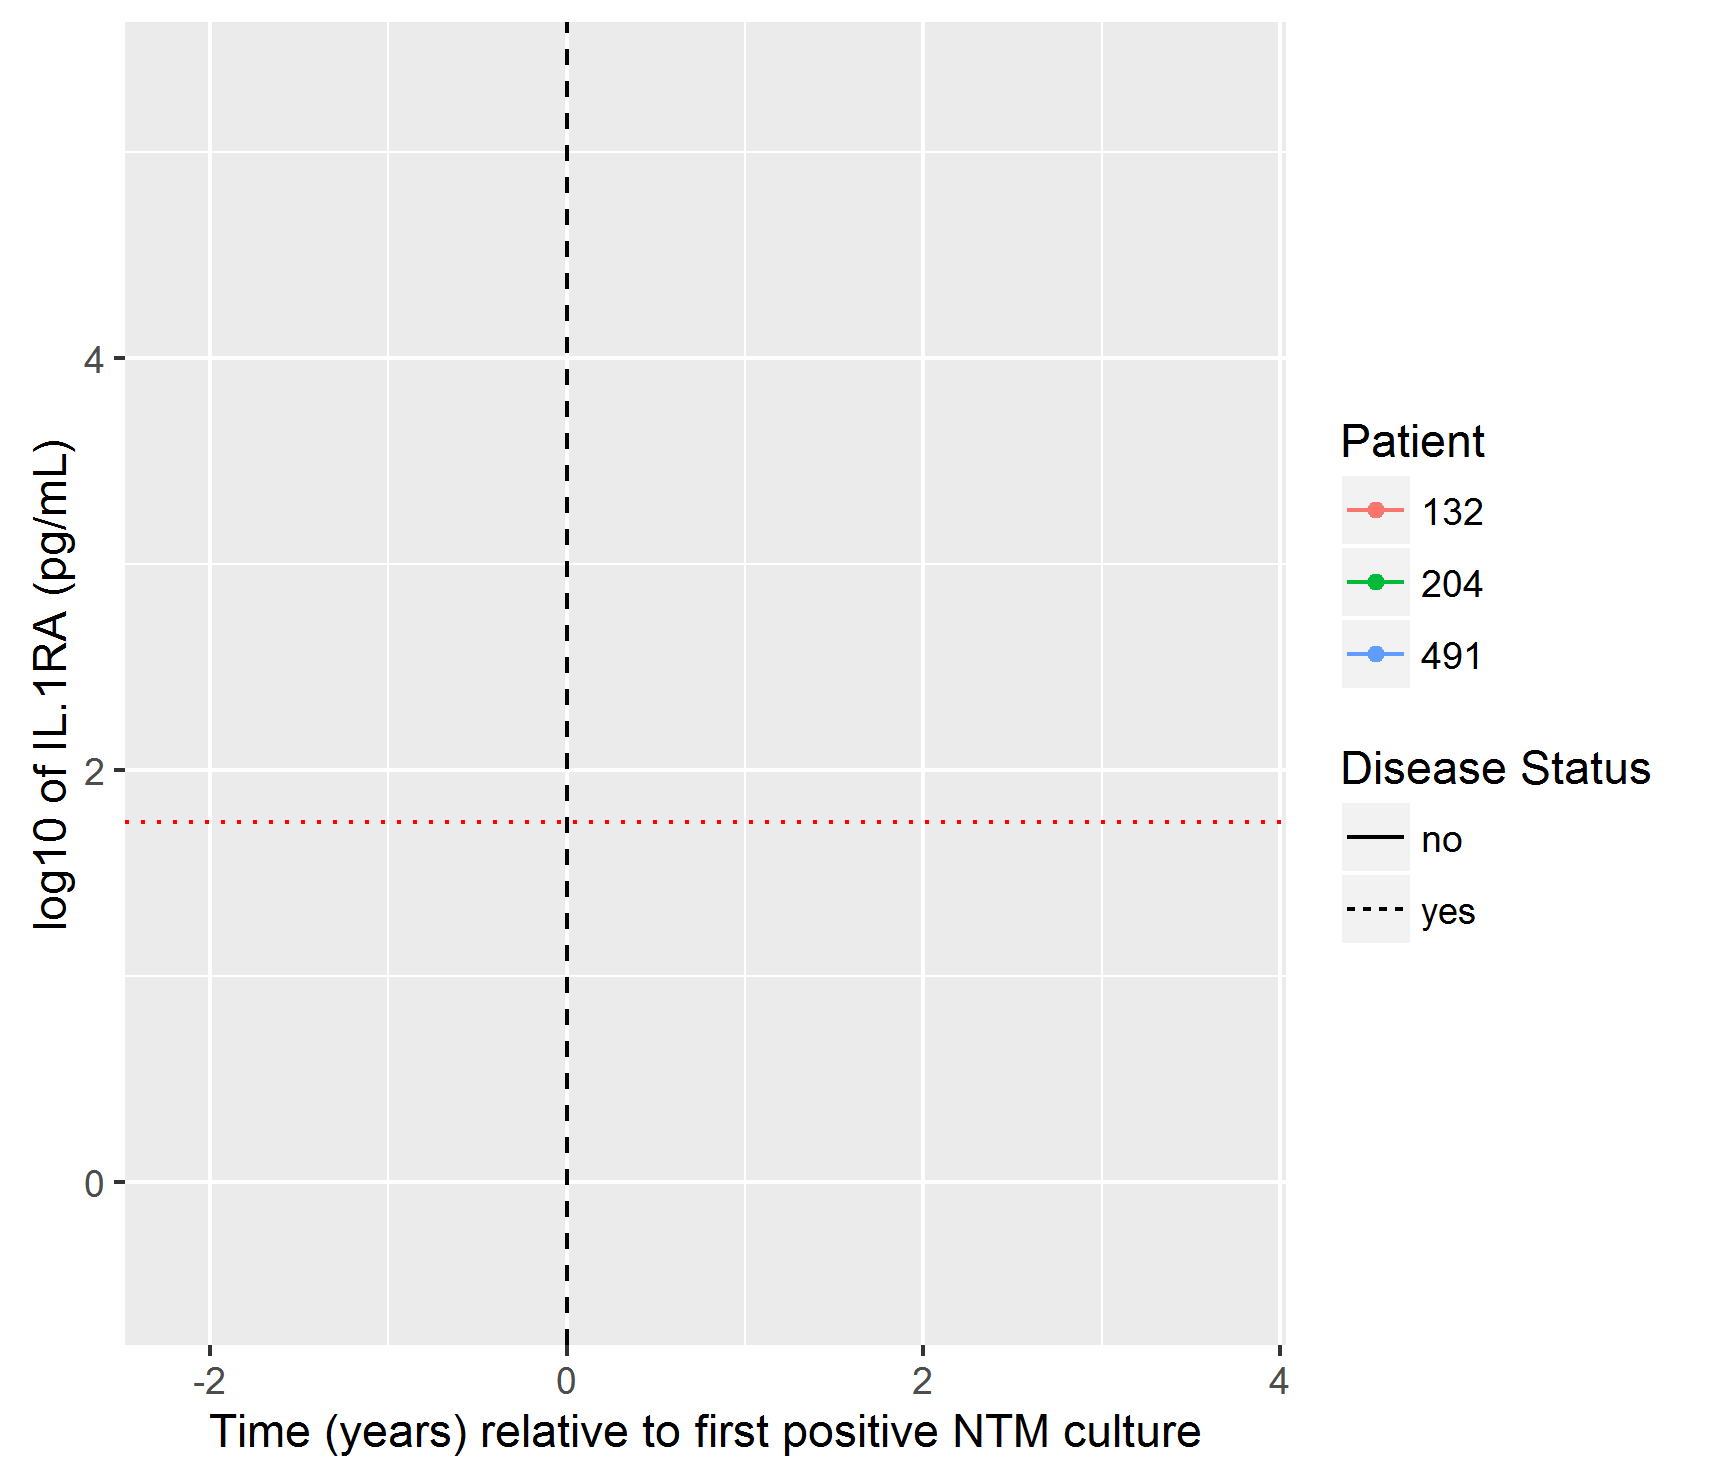 log10 of IL.1RA (pg/mL)
4
2
0
-2
0
2
4
Time (years) relative to first positive NTM culture
Patient
132
204
491
Disease Status
no
yes